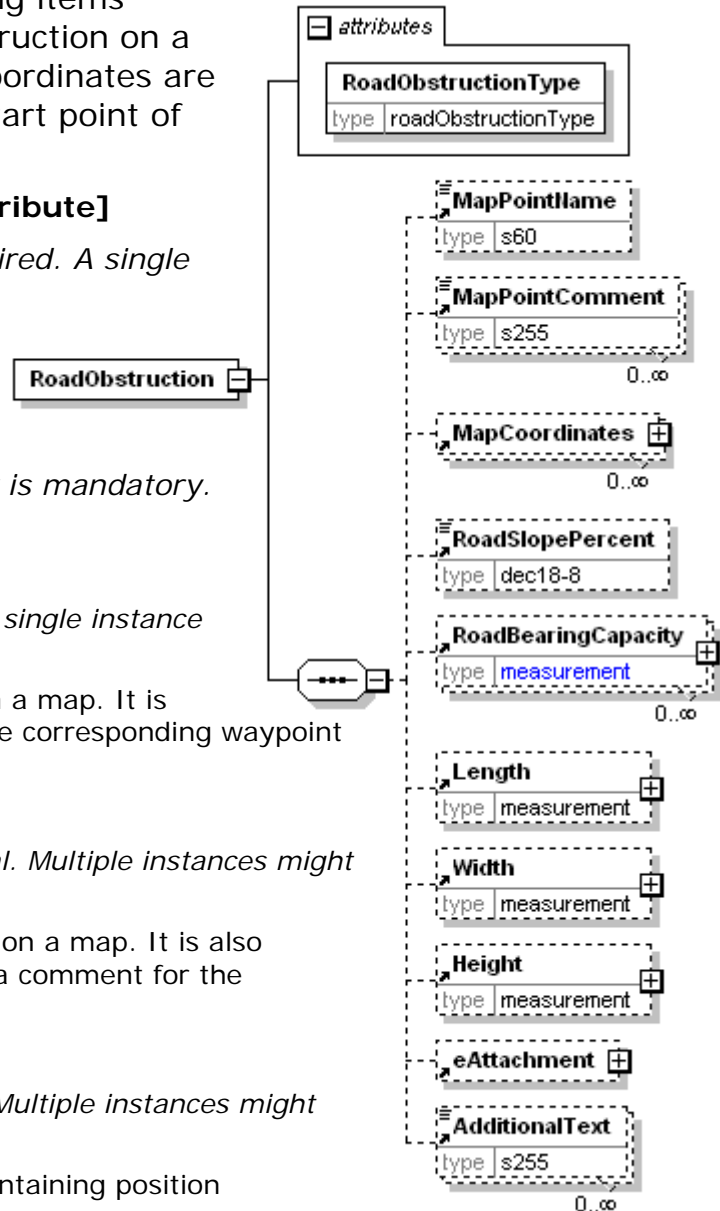 ng items
ruction on a
oordinates are
art point of
ribute]
ired. A single
is mandatory.
single instance
a map. It is
e corresponding waypoint
l. Multiple instances might
on a map. It is also
a comment for the
Multiple instances might
ntaining position
RoadObstruction
attributes
RoadObstructionType
type roadObstructionType
MapPointName
type s60
MapPointComment
type s255
0..∞
MapCoordinates
0..∞
RoadSlopePercent
type dec18-8
RoadBearingCapacity
type measurement
0..∞
Length
type measurement
Width
type measurement
Height
type measurement
eAttachment
AdditionalText
type s255
0..∞